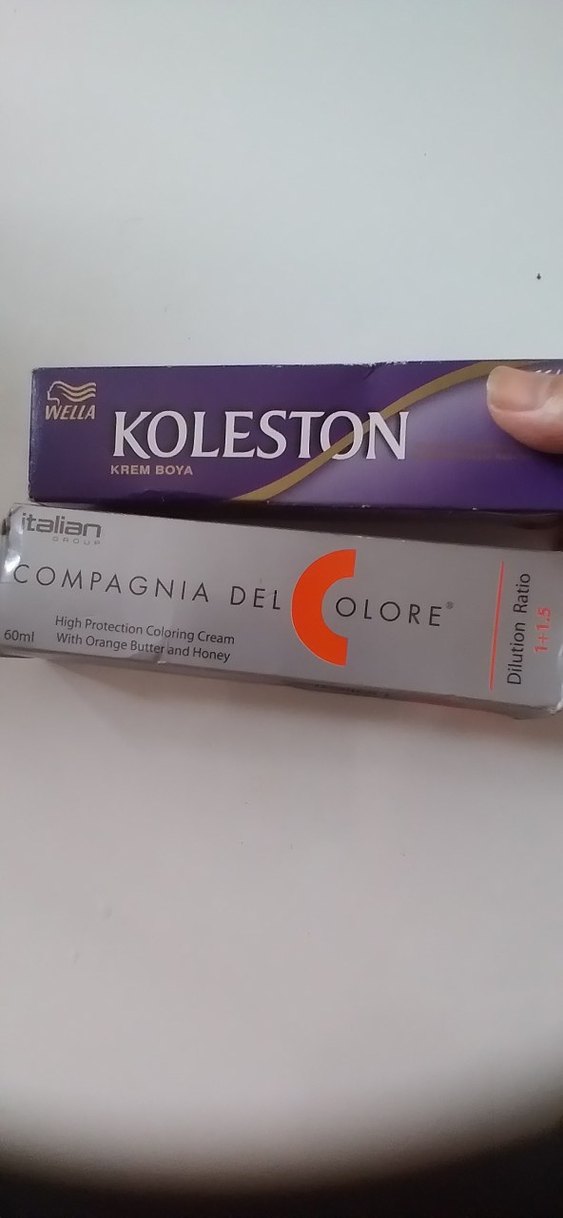 WELLA
KOLESTON
KREM BOYA
italian
GROUP
COMPAGNIA DEL COLORE®
60ml
High Protection Coloring Cream
With Orange Butter and Honey
Dilution Ratio
1+1.5